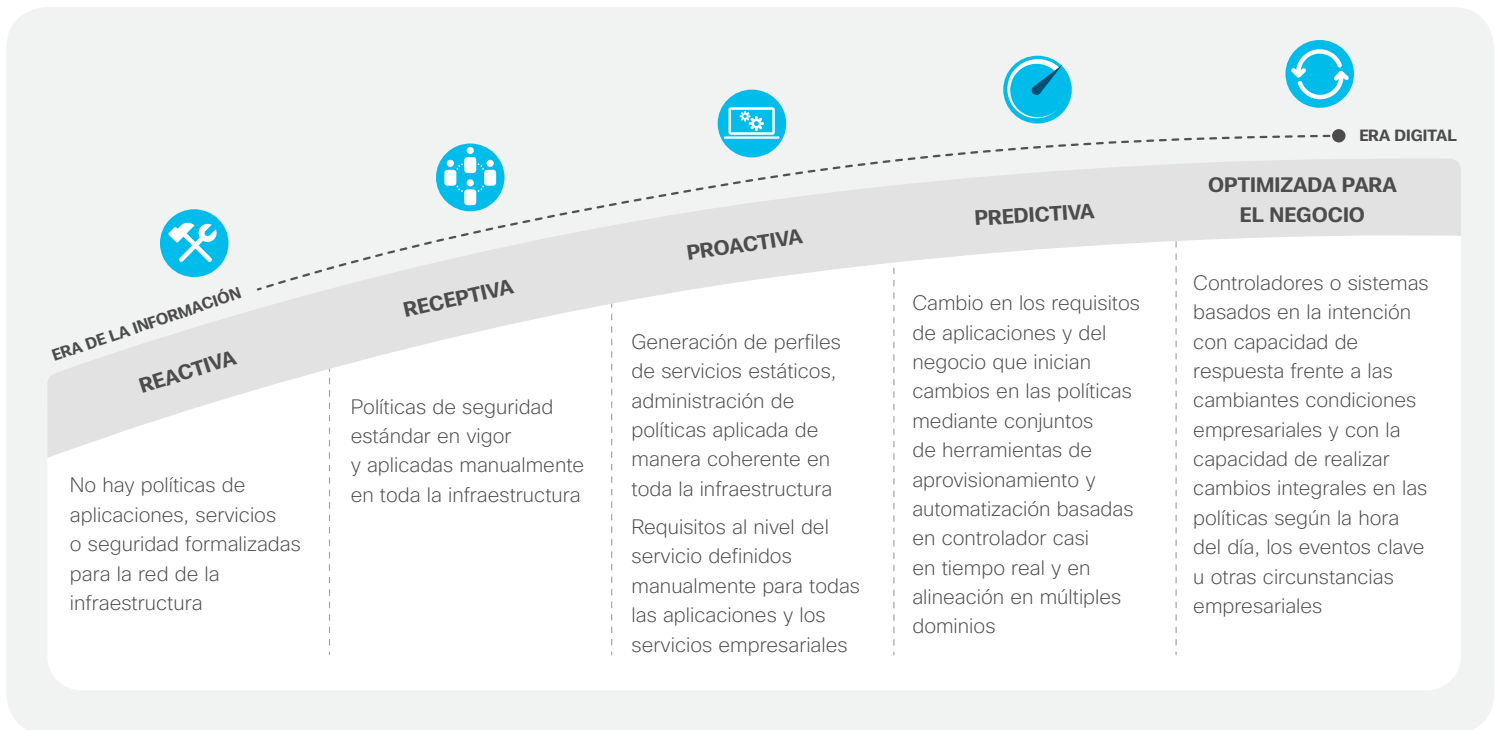 ERA DE LA INFORMACIÓN
ERA DIGITAL
REACTIVA
No hay políticas de
aplicaciones, servicios
o seguridad formalizadas
para la red de la
infraestructura
RECEPTIVA
Políticas de seguridad
estándar en vigor
y aplicadas manualmente
en toda la infraestructura
PROACTIVA
Generación de perfiles
de servicios estáticos,
administración de
políticas aplicada de
manera coherente en
toda la infraestructura
Requisitos al nivel del
servicio definidos
manualmente para todas
las aplicaciones y los
servicios empresariales
PREDICTIVA
Cambio en los requisitos
de aplicaciones y del
negocio que inician
cambios en las políticas
mediante conjuntos
de herramientas de
aprovisionamiento y
automatización basadas
en controlador casi
en tiempo real y en
alineación en múltiples
dominios
OPTIMIZADA PARA
EL NEGOCIO
Controladores o sistemas
basados en la intención
con capacidad de
respuesta frente a las
cambiantes condiciones
empresariales y con la
capacidad de realizar
cambios integrales en las
políticas según la hora
del día, los eventos clave
u otras circunstancias
empresariales